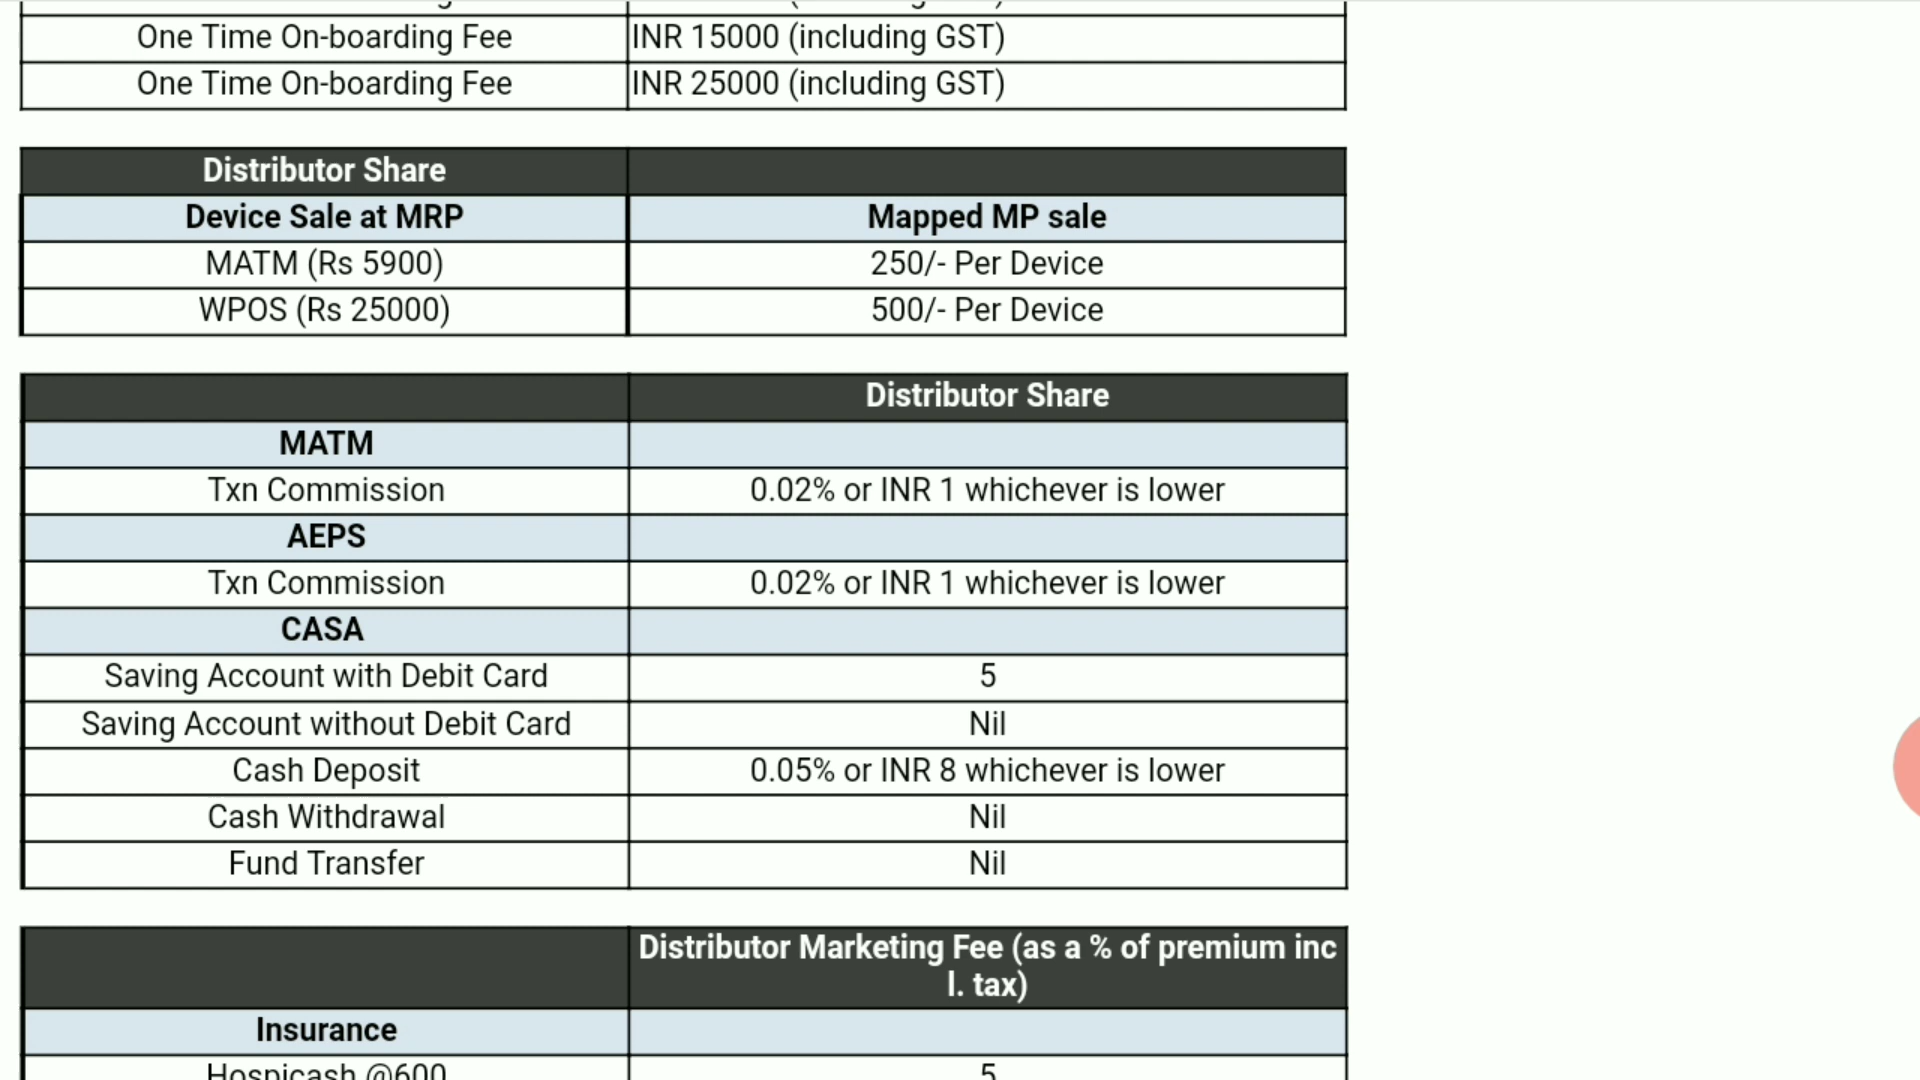 One Time On-boarding Fee INR 15000 (including GST)
One Time On-boarding Fee INR 25000 (including GST)
Distributor Share
Device Sale at MRP Mapped MP sale
MATM (Rs 5900) 250/- Per Device
WPOS (Rs 25000) 500/- Per Device
Distributor Share
MATM
Txn Commission 0.02% or INR 1 whichever is lower
AEPS
Txn Commission 0.02% or INR 1 whichever is lower
CASA
Saving Account with Debit Card 5
Saving Account without Debit Card Nil
Cash Deposit 0.05% or INR 8 whichever is lower
Cash Withdrawal Nil
Fund Transfer Nil
Distributor Marketing Fee (as a % of premium inc
l. tax)
Insurance
Hospicash @600 5